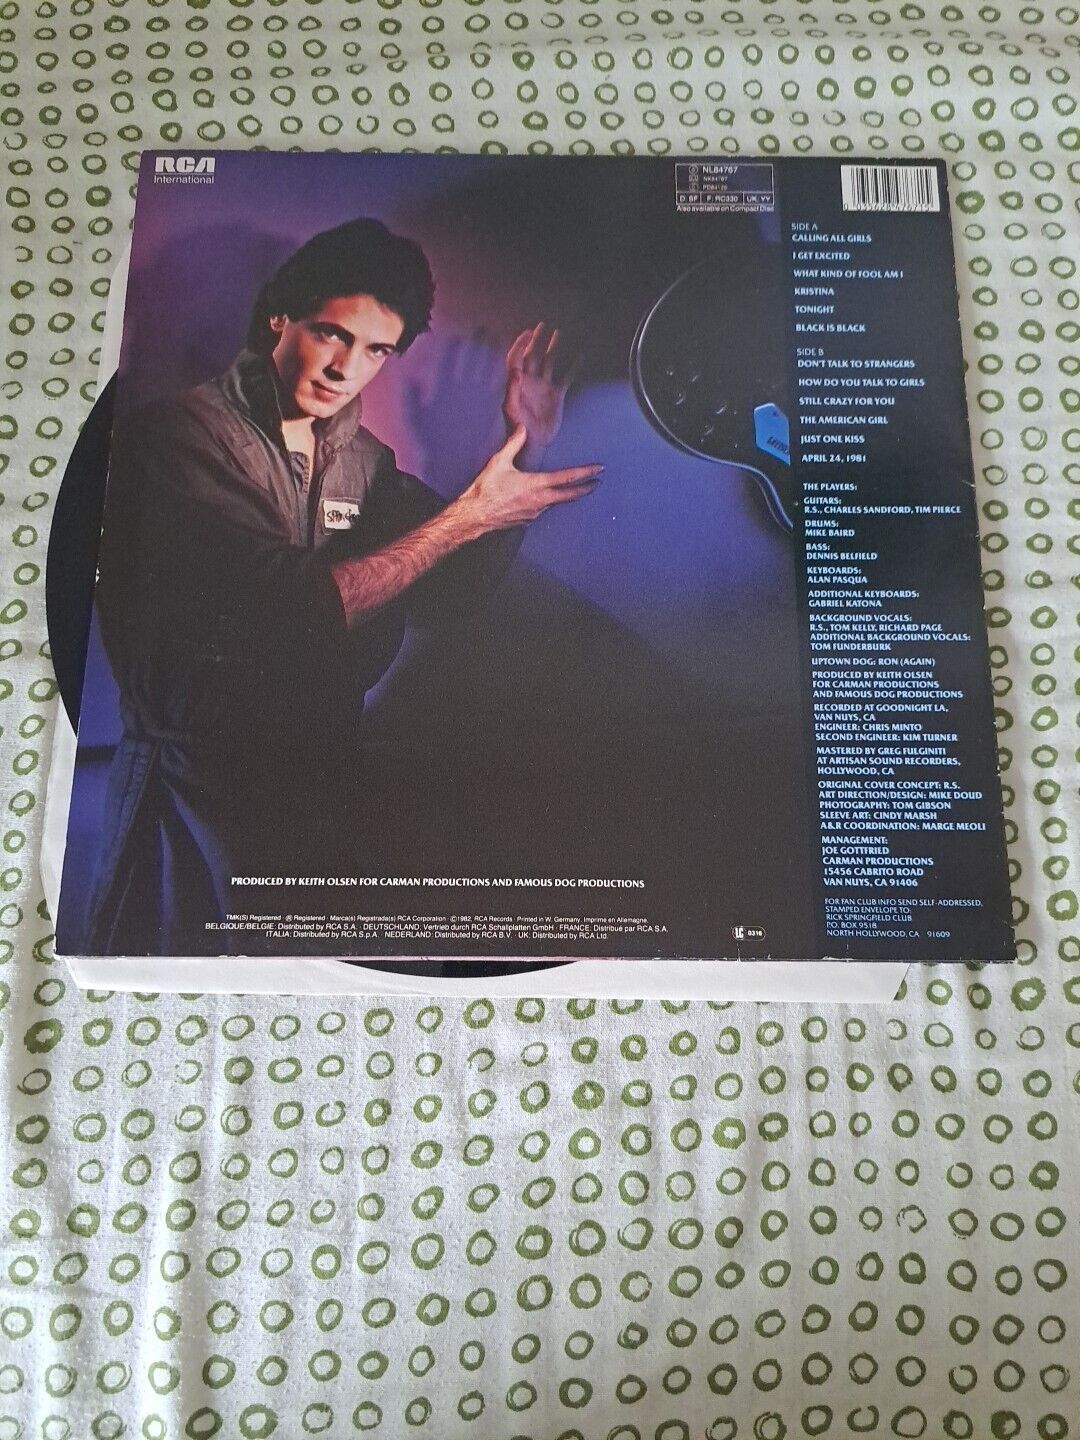 RCA
International
NL84767
NK84767
D: BF F: RC330 UK: YY
Also available on Compact Disc
SIDE A
CALLING ALL GIRLS
I GET EXCITED
WHAT KIND OF FOOL AM I
KRISTINA
TONIGHT
BLACK IS BLACK
SIDE B
DON'T TALK TO STRANGERS
HOW DO YOU TALK TO GIRLS
STILL CRAZY FOR YOU
THE AMERICAN GIRL
JUST ONE KISS
APRIL 24, 1981
THE PLAYERS:
GUITARS:
R.S., CHARLES SANDFORD, TIM PIERCE
DRUMS:
MIKE BAIRD
BASS:
DENNIS BELFIELD
KEYBOARDS:
ALAN PASQUA
ADDITIONAL KEYBOARDS:
GABRIEL KATONA
BACKGROUND VOCALS:
R.S., TOM KELLY, RICHARD PAGE
ADDITIONAL BACKGROUND VOCALS:
TOM FUNDERBURK
UPTOWN DOG: RON (AGAIN)
PRODUCED BY KEITH OLSEN
FOR CARMAN PRODUCTIONS
AND FAMOUS DOG PRODUCTIONS
RECORDED AT GOODNIGHT LA,
VAN NUYS, CA
ENGINEER: CHRIS MINTO
SECOND ENGINEER: KIM TURNER
MASTERED BY GREG FULGINITI
AT ARTISAN SOUND RECORDERS,
HOLLYWOOD, CA
ORIGINAL COVER CONCEPT: R.S.
ART DIRECTION/DESIGN: MIKE DOUD
PHOTOGRAPHY: TOM GIBSON
SLEEVE ART: CINDY MARSH
A&R COORDINATION: MARGE MEOLI
MANAGEMENT:
JOE GOTTFRIED
CARMAN PRODUCTIONS
15456 CABRITO ROAD
VAN NUYS, CA 91406
FOR FAN CLUB INFO SEND SELF-ADDRESSED,
STAMPED ENVELOPE TO:
RICK SPRINGFIELD CLUB
P.O. BOX 9518
NORTH HOLLYWOOD, CA 91609
PRODUCED BY KEITH OLSEN FOR CARMAN PRODUCTIONS AND FAMOUS DOG PRODUCTIONS
TMK(S) Registered · ® Registered · Marca(s) Registrada(s) RCA Corporation · ©1982, RCA Records · Printed in W. Germany. Imprimé en Allemagne.
BELGIQUE/BELGIË: Distributed by RCA S.A. · DEUTSCHLAND: Vertrieb durch RCA Schallplatten GmbH · FRANCE: Distribué par RCA S.A.
ITALIA: Distributed by RCA S.p.A. · NEDERLAND: Distributed by RCA B.V. · UK: Distributed by RCA Ltd.
LC 0316